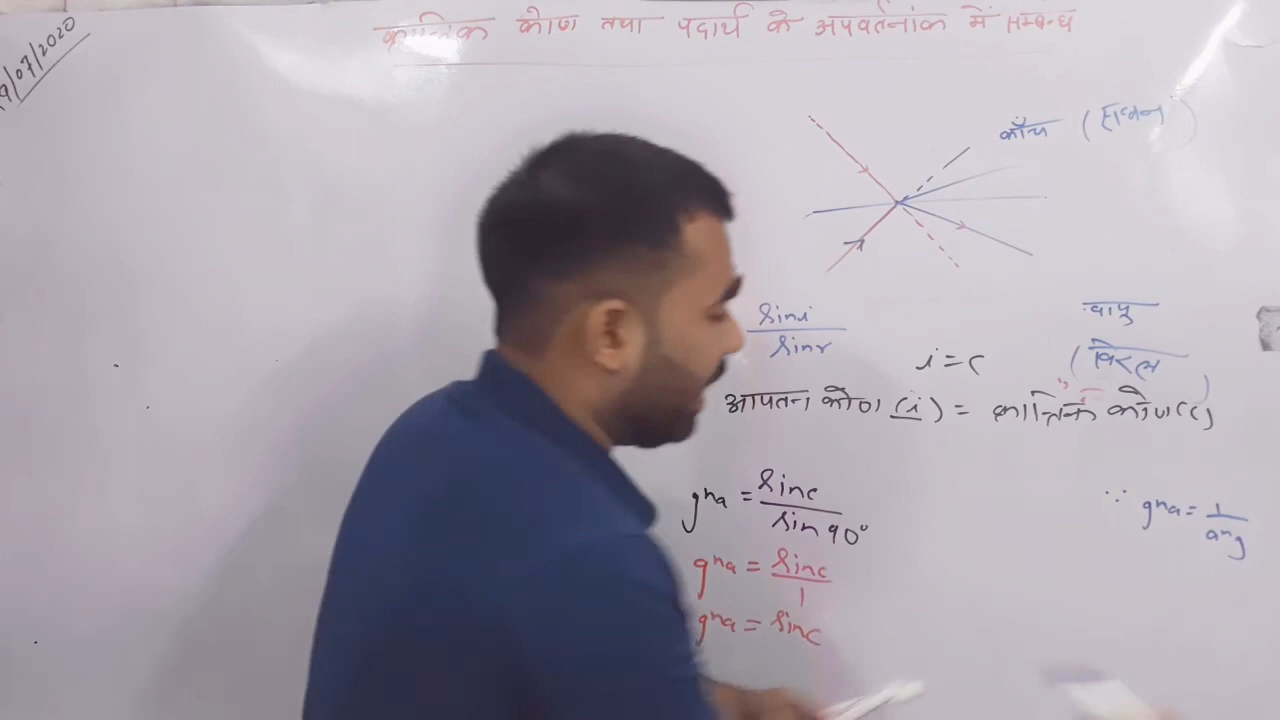 क्रान्तिक कोण तथा पदार्थ के अपवर्तनांक में सम्बन्ध
9/07/2020
काँच (सघन)
sini
sinr
वायु
i=c
(विरल)
आपतन कोण (i) = क्रान्तिक कोण (c)
gna = sinc
sin 90°
∵ gna = 1
ang
gna = sinc
1
gna = sinc